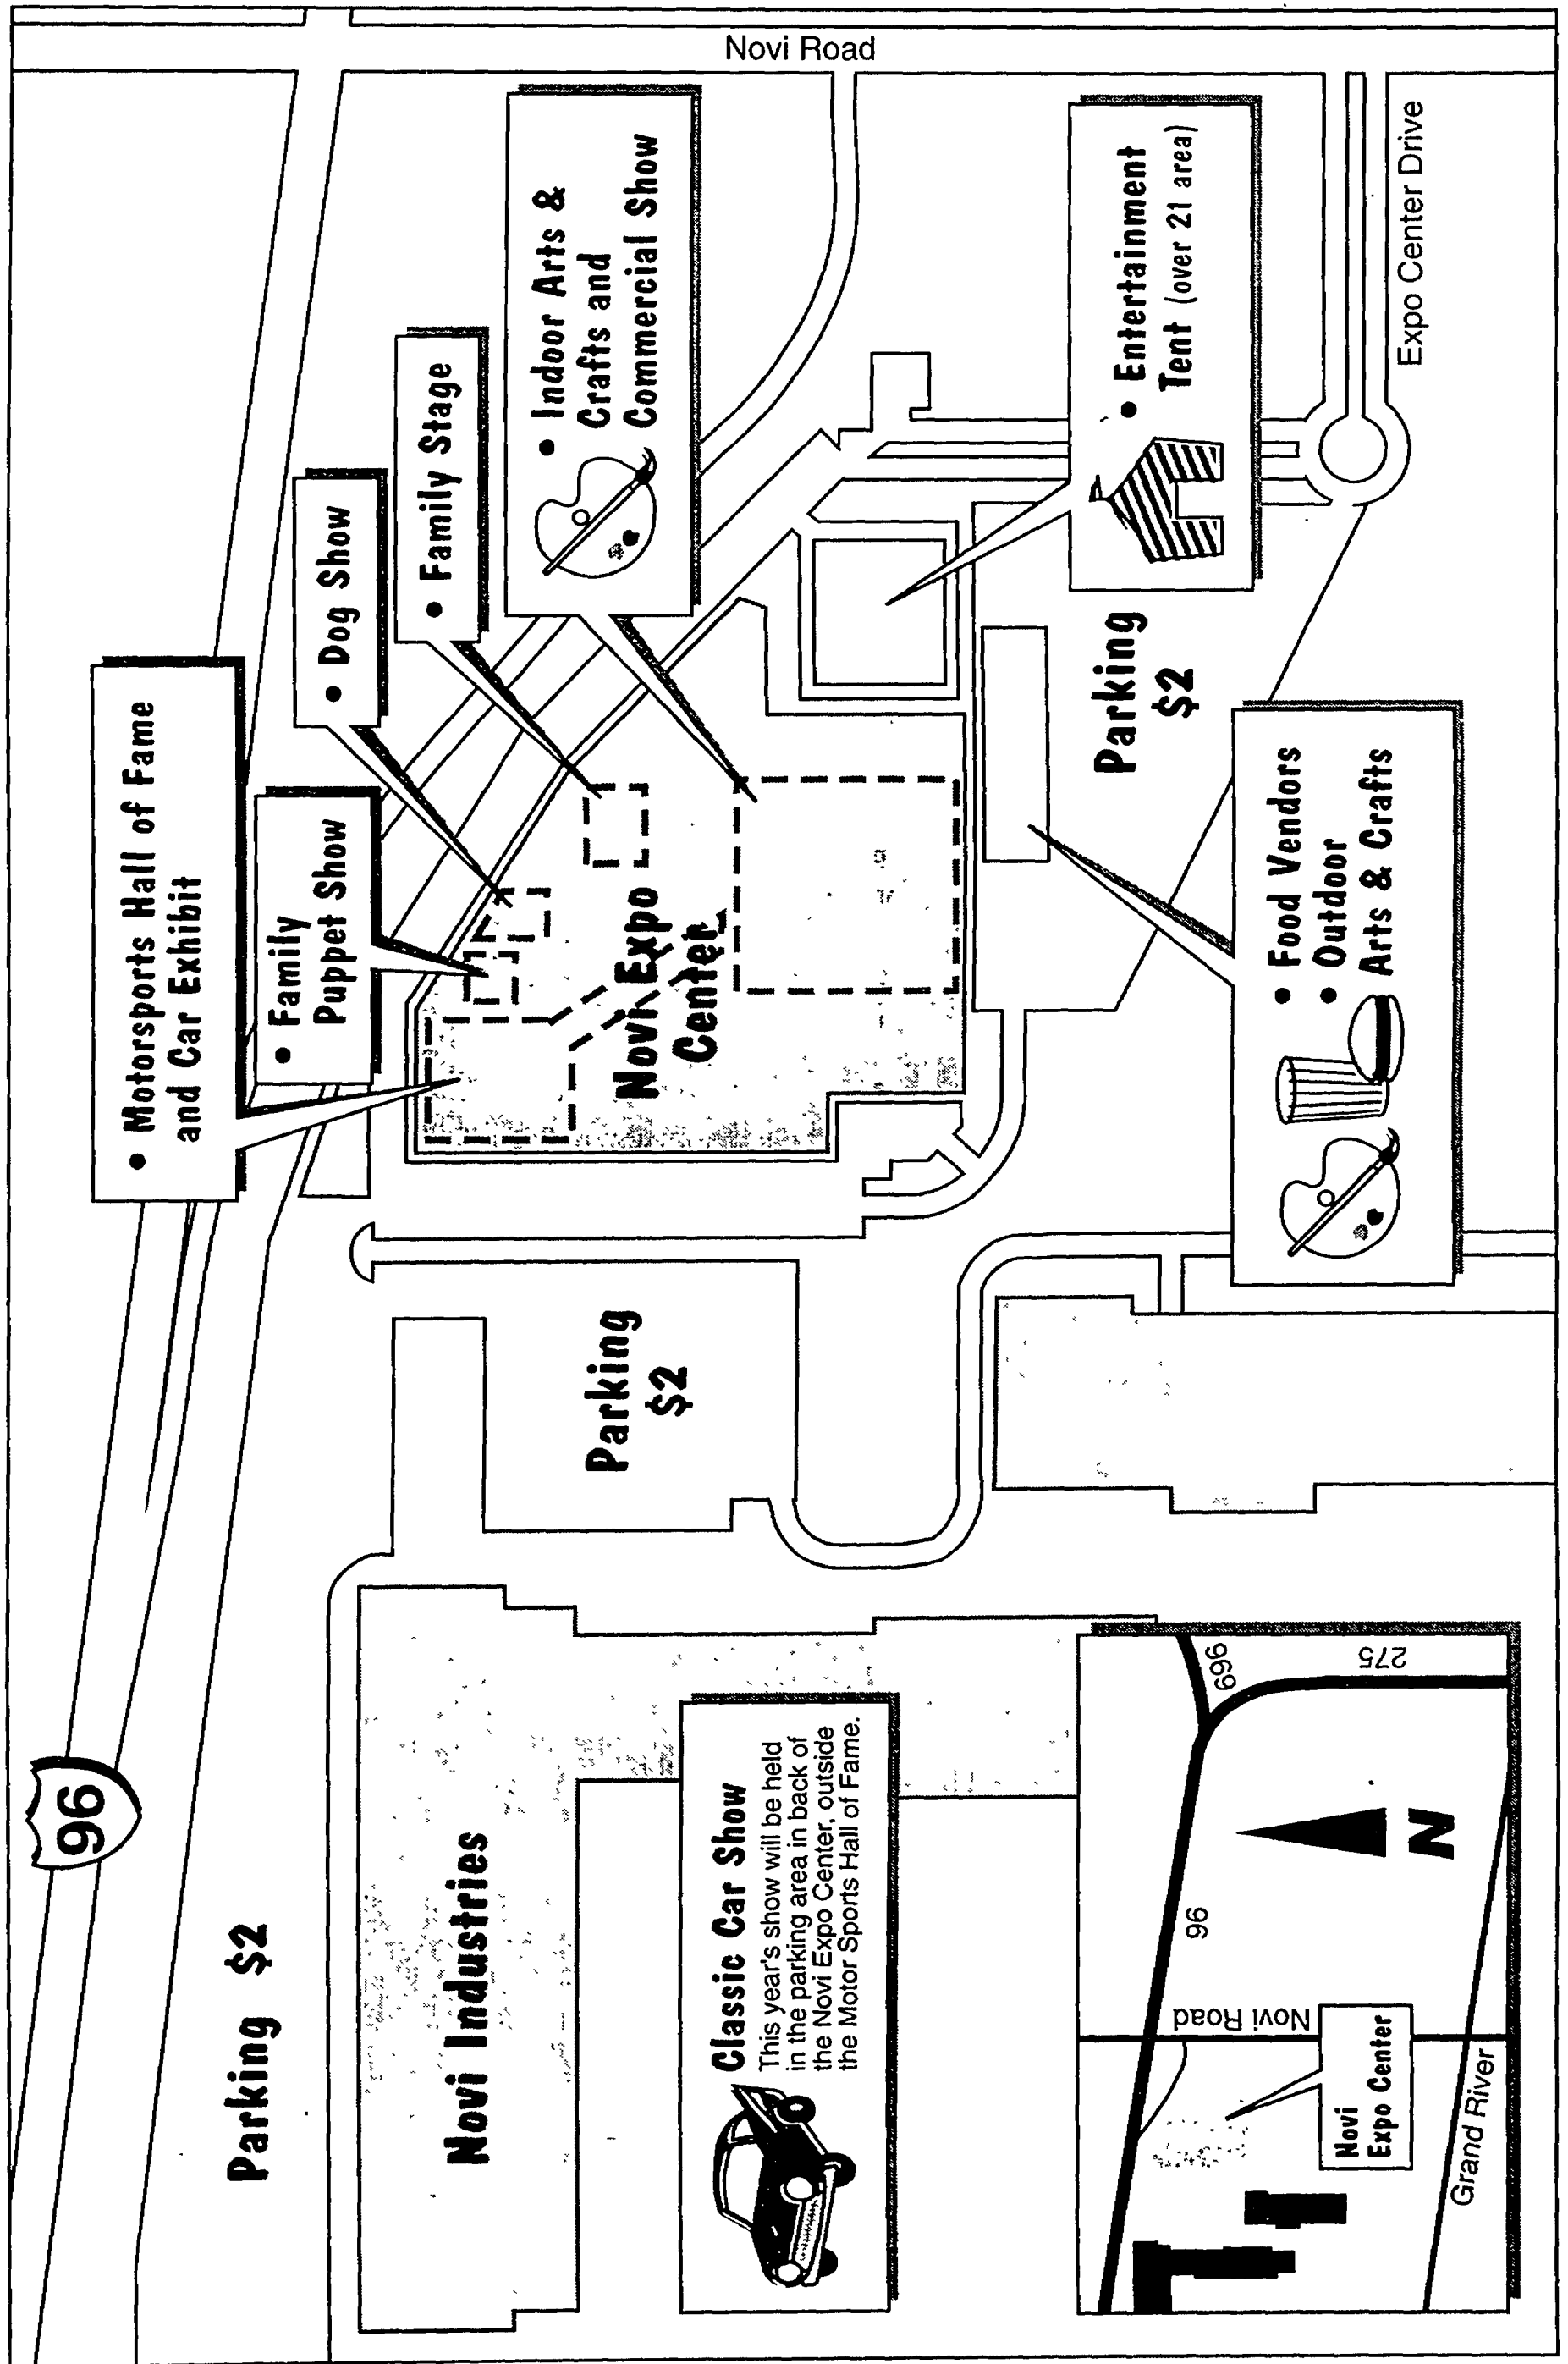 Novi Road
96
• Motorsports Hall of Fame
and Car Exhibit
• Family
Puppet Show
• Dog Show
• Family Stage
• Indoor Arts &
Crafts and
Commercial Show
Parking $2
Novi Industries
Parking
$2
Novi Expo
Center
Parking
$2
• Entertainment
Tent (over 21 area)
Expo Center Drive
• Food Vendors
• Outdoor
Arts & Crafts
Classic Car Show
This year's show will be held
in the parking area in back of
the Novi Expo Center, outside
the Motor Sports Hall of Fame.
96
696
275
Novi Road
Novi
Expo Center
Grand River
N